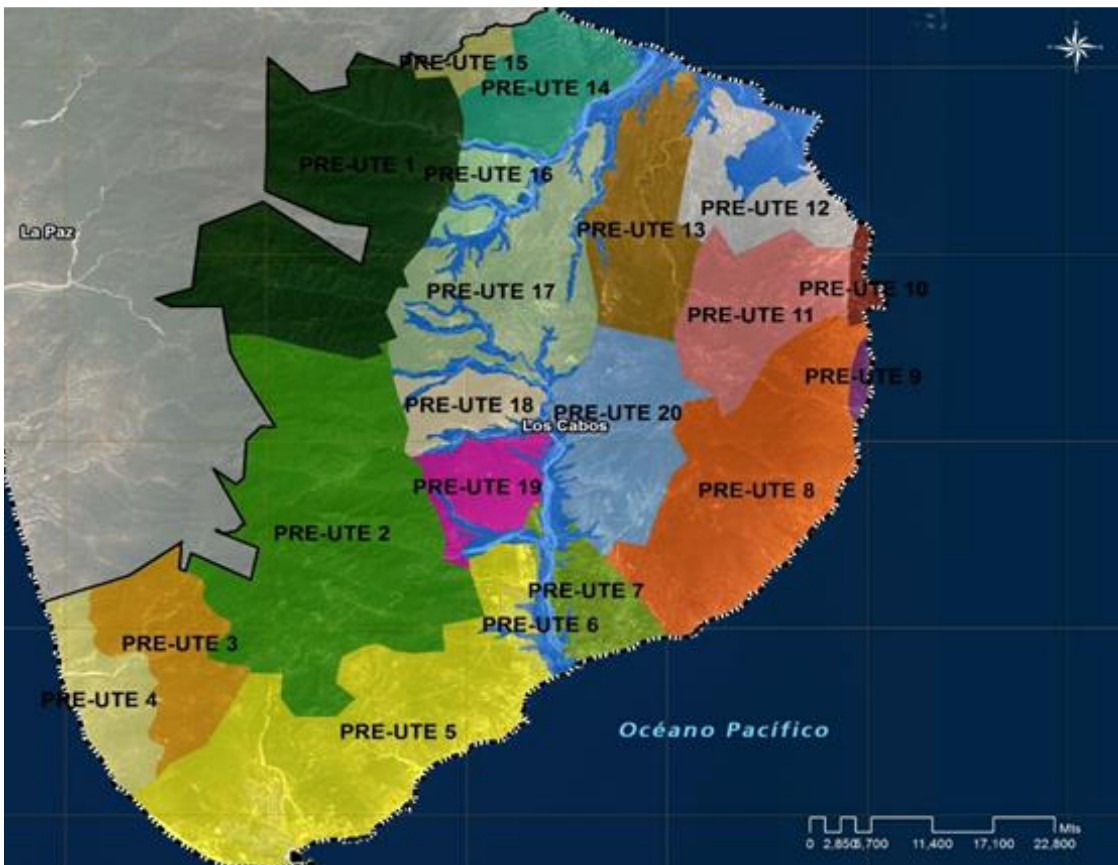 PRE-UTE 15
PRE-UTE 14
PRE-UTE 1
PRE-UTE 16
PRE-UTE 12
La Paz
PRE-UTE 13
PRE-UTE 17
PRE-UTE 10
PRE-UTE 11
PRE-UTE 9
PRE-UTE 18
PRE-UTE 20
Los Cabos
PRE-UTE 19
PRE-UTE 8
PRE-UTE 2
PRE-UTE 7
PRE-UTE 6
PRE-UTE 3
PRE-UTE 4
PRE-UTE 5
Océano Pacífico
Mts
0 2,850 5,700 11,400 17,100 22,800